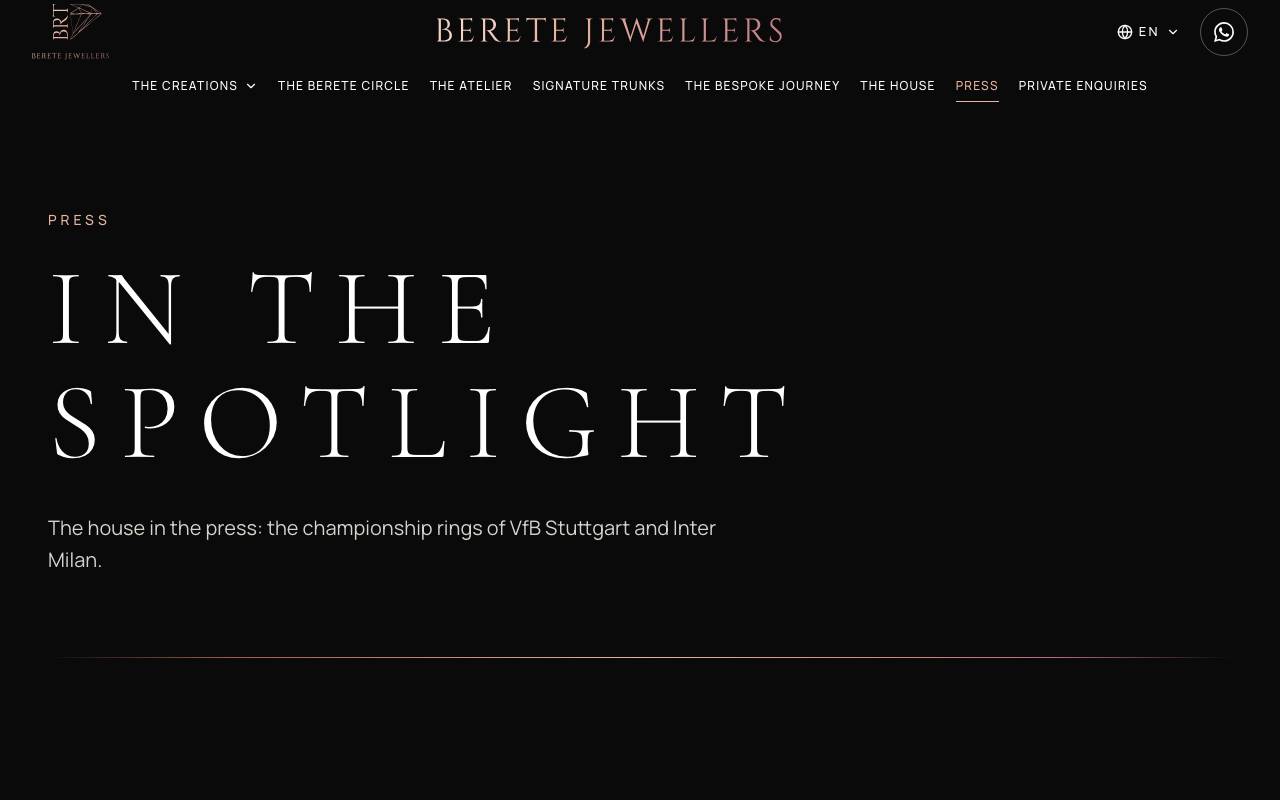 BRT
BERETE JEWELLERS
BERETE JEWELLERS
EN
THE CREATIONS
THE BERETE CIRCLE
THE ATELIER
SIGNATURE TRUNKS
THE BESPOKE JOURNEY
THE HOUSE
PRESS
PRIVATE ENQUIRIES
PRESS
IN THE
SPOTLIGHT
The house in the press: the championship rings of VfB Stuttgart and Inter
Milan.